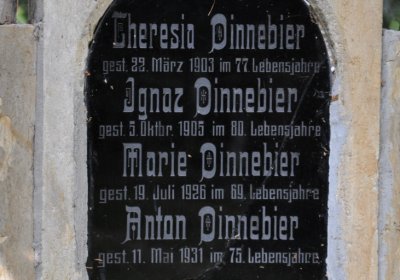 Theresia Dinnebier
gest. 22. März 1903 im 77. Lebensjahre
Ignaz Dinnebier
gest. 5. Oktbr. 1905 im 80. Lebensjahre
Marie Dinnebier
gest. 19. Juli 1926 im 69. Lebensjahre
Anton Dinnebier
gest. 11. Mai 1931 im 75. Lebensjahre